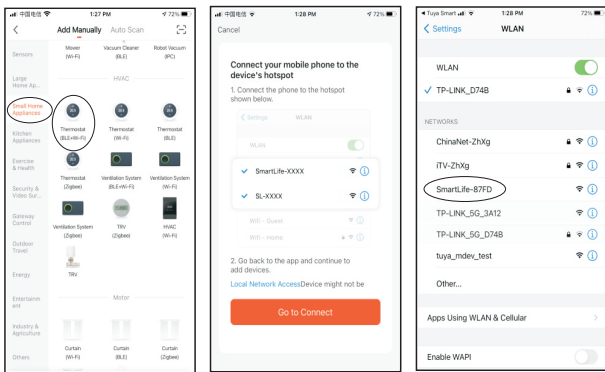 中国电信
1:27 PM
72%
Add Manually
Auto Scan
Sensors
Large
Home Ap...
Small Home
Appliances
Kitchen
Appliances
Exercise
& Health
Security &
Video Sur...
Gateway
Control
Outdoor
Travel
Energy
Entertainm
ent
Industry &
Others
Mower
(Wi-Fi)
Vacuum Cleaner
(BLE)
Robot Vacuum
(IPC)
HVAC
Thermostat
(BLE+Wi-Fi)
Thermostat
(Wi-Fi)
Thermostat
(BLE)
Thermostat
(Zigbee)
Ventilation System
(BLE+Wi-Fi)
Ventilation System
(Wi-Fi)
Ventilation System
(Zigbee)
TRV
(Zigbee)
HVAC
(Wi-Fi)
TRV
Motor
Curtain
(Wi-Fi)
Curtain
(BLE)
Curtain
(Zigbee)
中国电信
1:28 PM
72%
Cancel
Connect your mobile phone to the
device's hotspot
1. Connect the phone to the hotspot
shown below.
Settings
WLAN
WLAN
SmartLife-XXXX
SL-XXXX
Wifi - Guest
Wifi - Home
2. Go back to the app and continue to
add devices.
Local Network AccessDevice might not be
Go to Connect
Tuya Smart
1:28 PM
72%
Settings
WLAN
WLAN
TP-LINK_D74B
NETWORKS
ChinaNet-ZhXg
iTV-ZhXg
SmartLife-87FD
TP-LINK_5G_3A12
TP-LINK_5G_D74B
tuya_mdev_test
Other...
Apps Using WLAN & Cellular
Enable WAPI